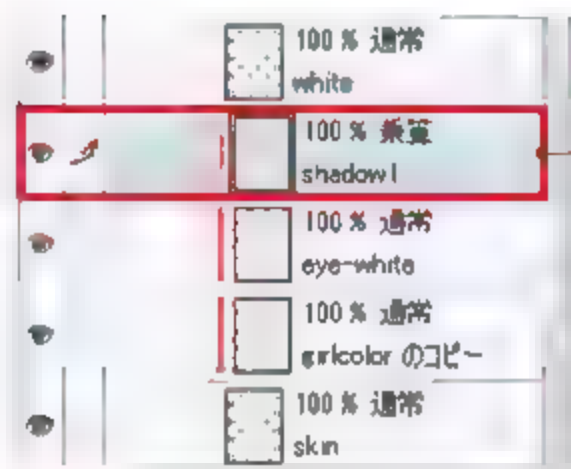 100 % 通常
white
100 % 乗算
shadow1
100 % 通常
eye-white
100 % 通常
girlcolor のコピー
100 % 通常
skin